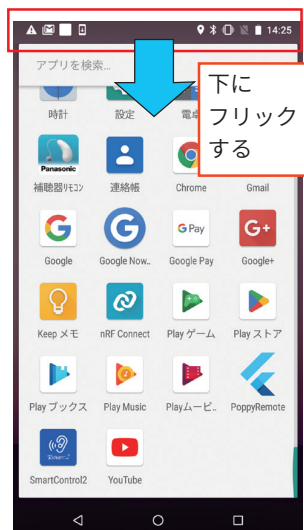 14:25
アプリを検索...
下に
フリック
する
時計 設定 電卓
Panasonic
補聴器リモコン 連絡帳 Chrome Gmail
G Pay G+
Google Google Now.. Google Pay Google+
Keep メモ nRF Connect Play ゲーム Play ストア
Play ブックス Play Music Playムービ.. PoppyRemote
SmartControl2 YouTube